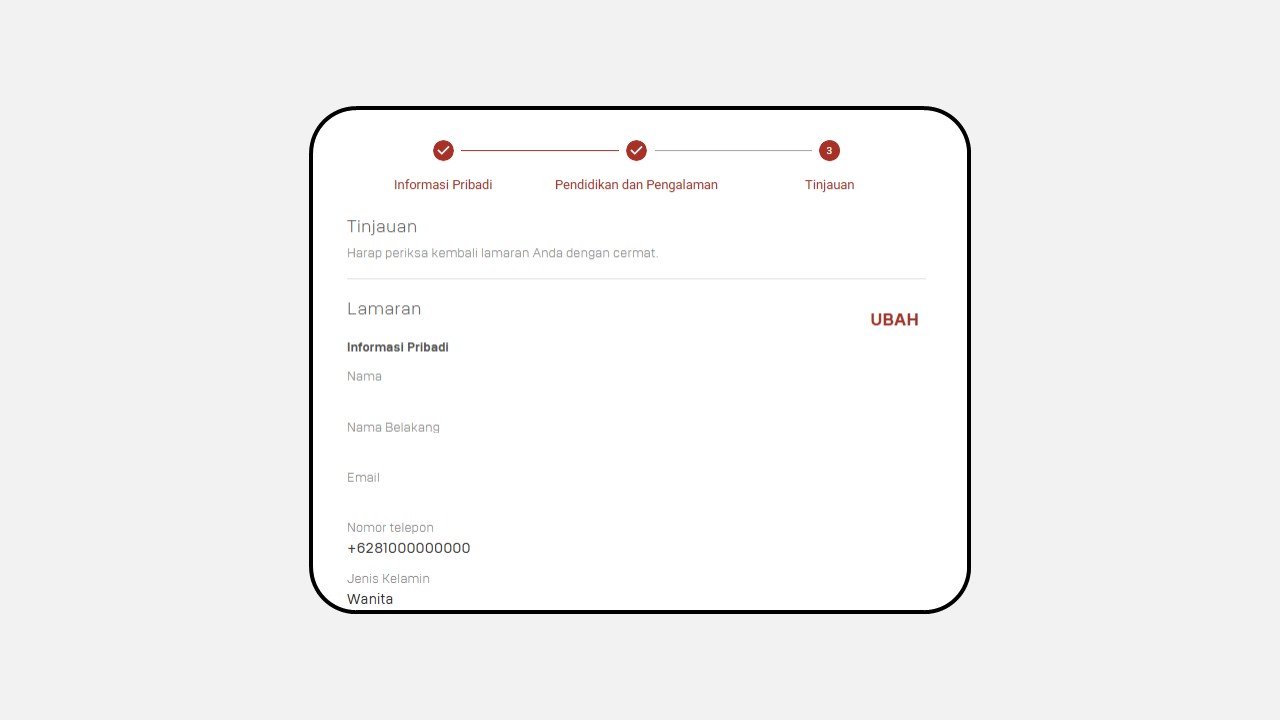 3
Informasi Pribadi
Pendidikan dan Pengalaman
Tinjauan
Tinjauan
Harap periksa kembali lamaran Anda dengan cermat.
Lamaran
UBAH
Informasi Pribadi
Nama
Nama Belakang
Email
Nomor telepon
+6281000000000
Jenis Kelamin
Wanita